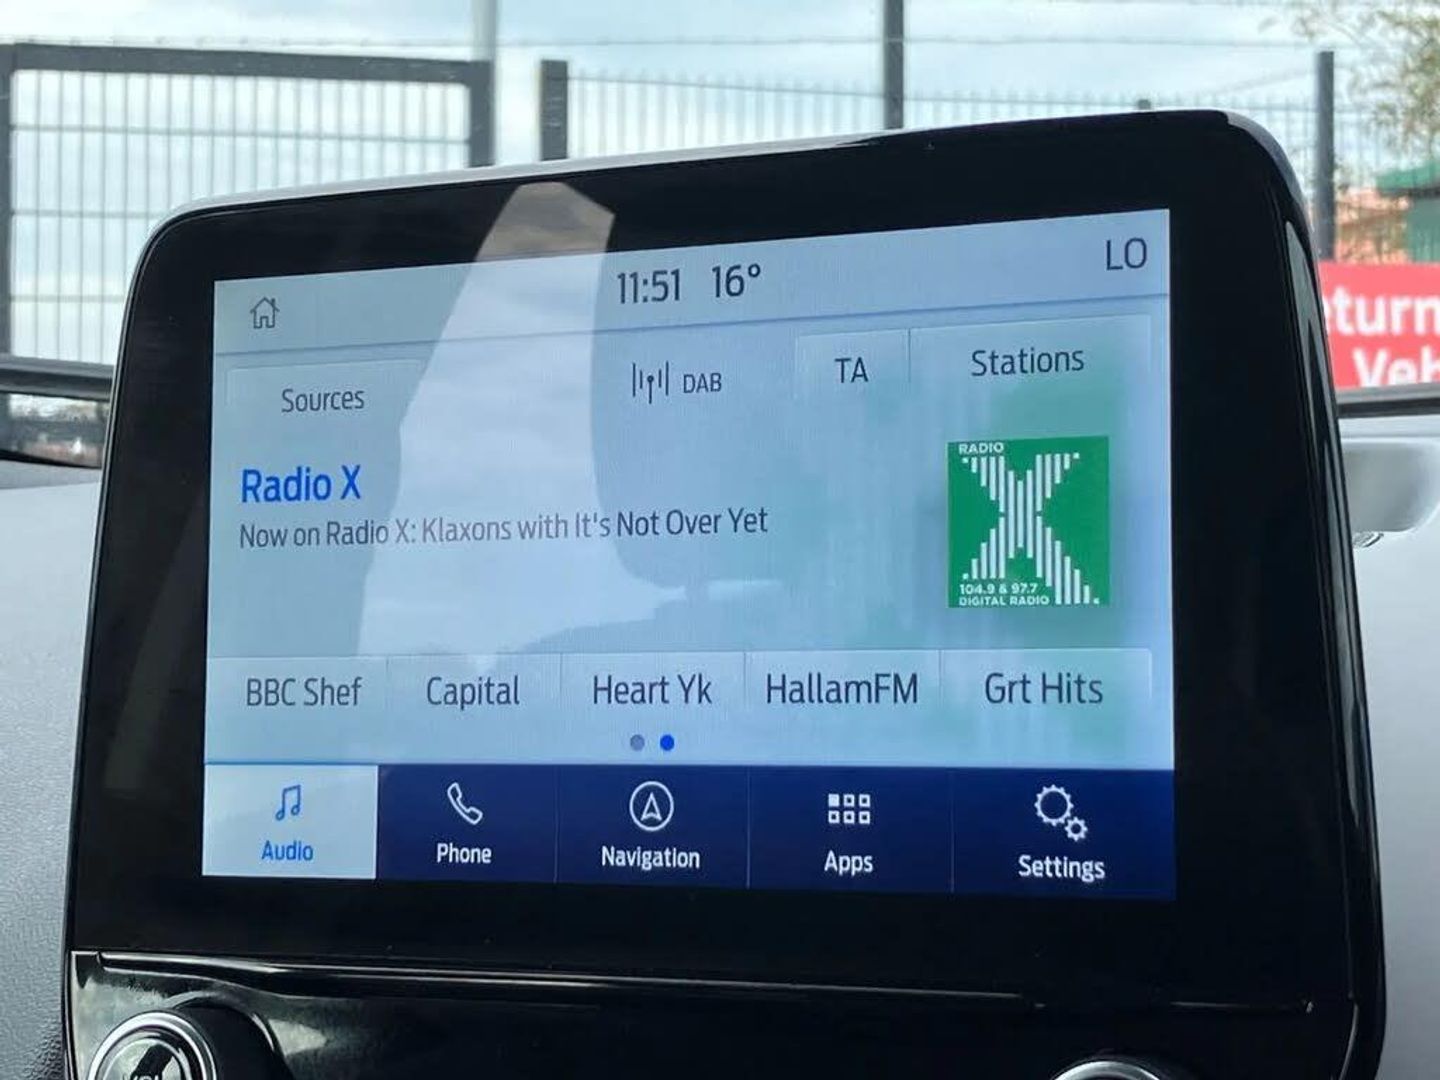 11:51 16° LO
Sources DAB TA Stations
RADIO
Radio X
Now on Radio X: Klaxons with It's Not Over Yet
104.9 & 97.7
DIGITAL RADIO
BBC Shef Capital Heart Yk HallamFM Grt Hits
Audio Phone Navigation Apps Settings